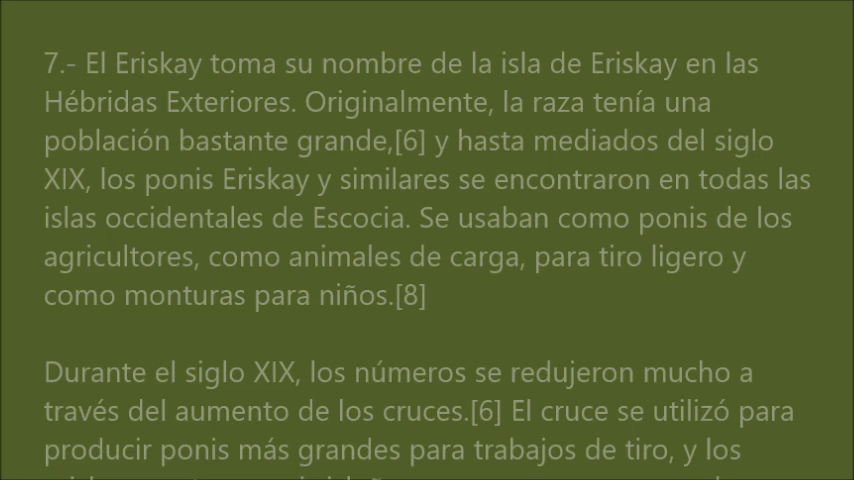 7.- El Eriskay toma su nombre de la isla de Eriskay en las
Hébridas Exteriores. Originalmente, la raza tenía una
población bastante grande,[6] y hasta mediados del siglo
XIX, los ponis Eriskay y similares se encontraron en todas las
islas occidentales de Escocia. Se usaban como ponis de los
agricultores, como animales de carga, para tiro ligero y
como monturas para niños.[8]
Durante el siglo XIX, los números se redujeron mucho a
través del aumento de los cruces.[6] El cruce se utilizó para
producir ponis más grandes para trabajos de tiro, y los